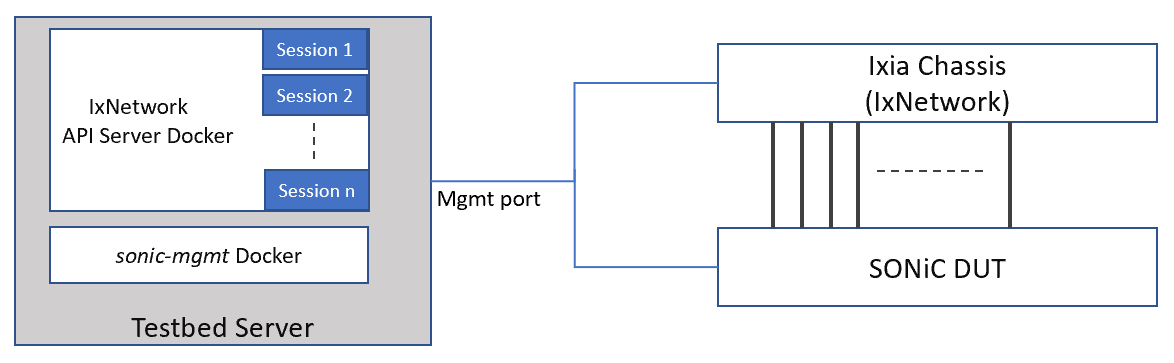 IxNetwork
API Server Docker
Session 1
Session 2
Session n
sonic-mgmt Docker
Testbed Server
Mgmt port
Ixia Chassis
(IxNetwork)
SONiC DUT